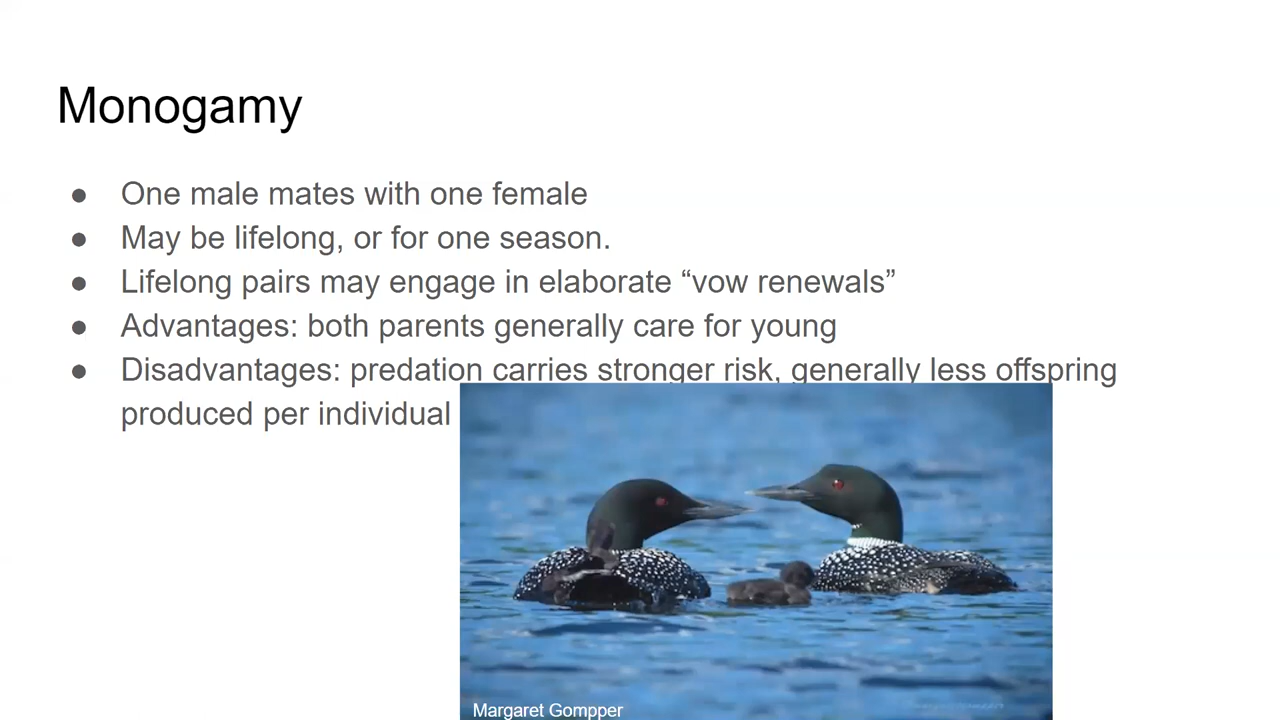 Monogamy
● One male mates with one female
● May be lifelong, or for one season.
● Lifelong pairs may engage in elaborate “vow renewals”
● Advantages: both parents generally care for young
● Disadvantages: predation carries stronger risk, generally less offspring
produced per individual
Margaret Gompper